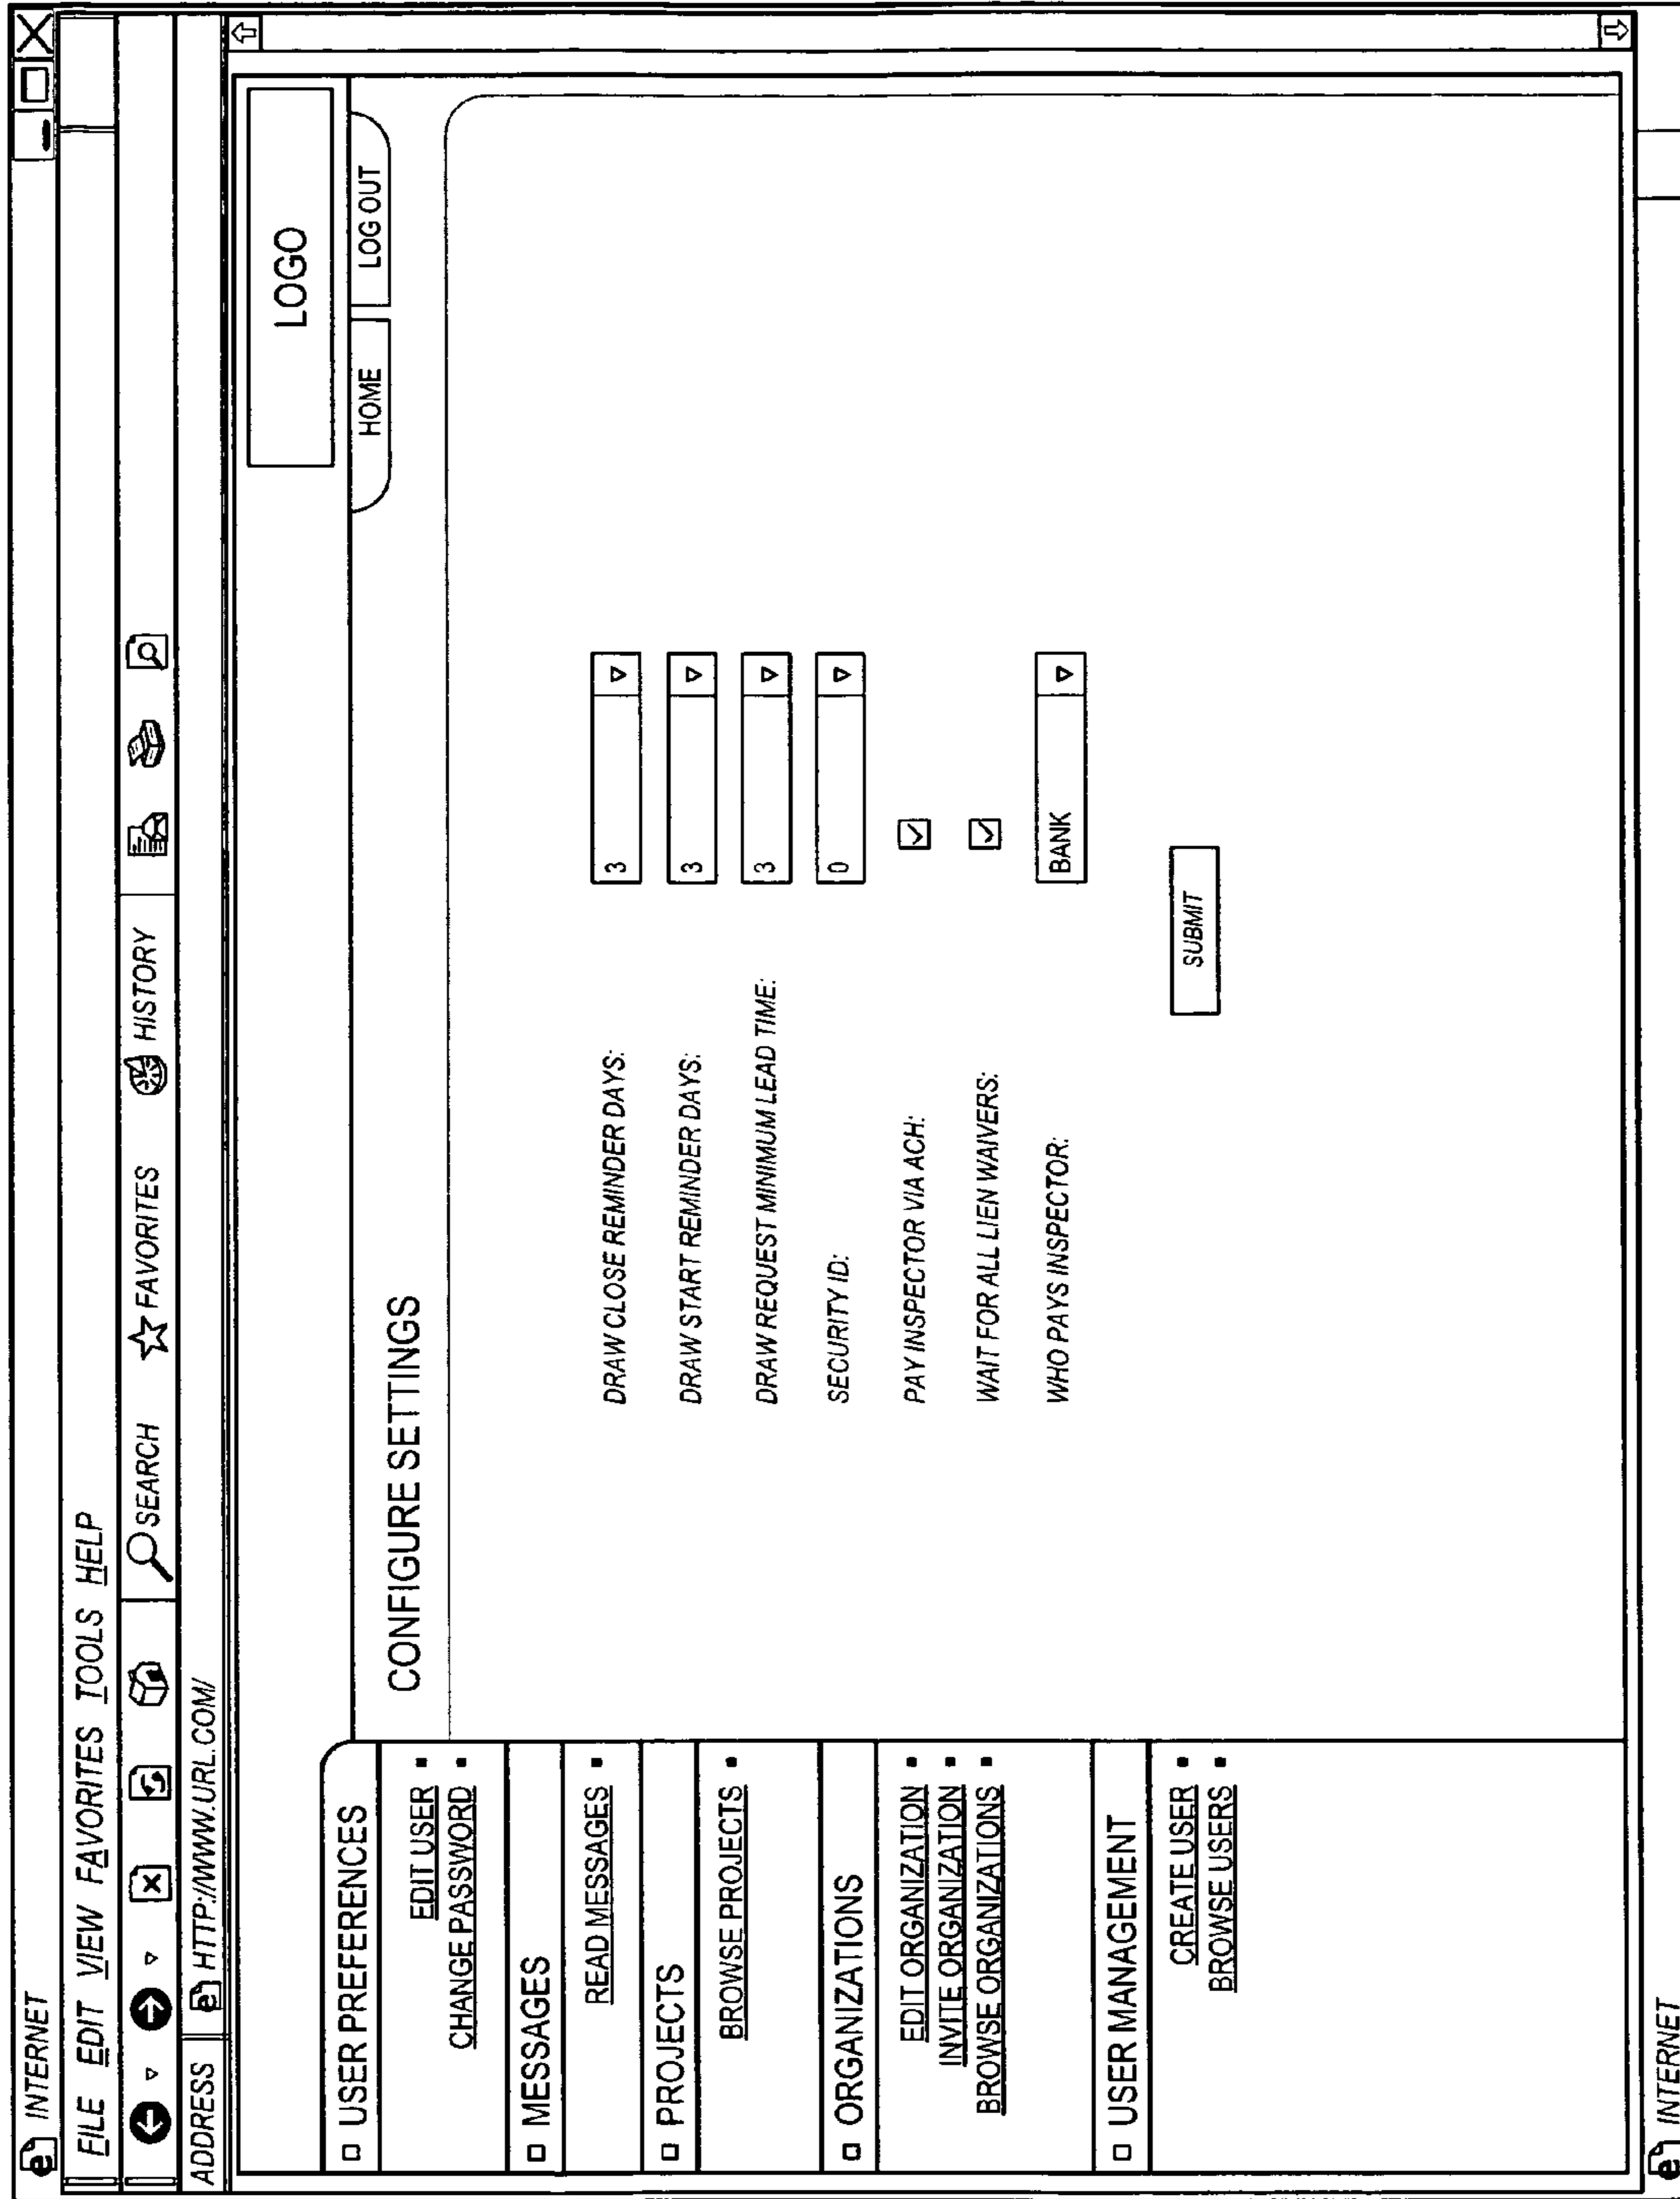 INTERNET
FILE EDIT VIEW FAVORITES TOOLS HELP
SEARCH FAVORITES HISTORY
ADDRESS HTTP://WWW.URL.COM/
LOGO
HOME LOG OUT
USER PREFERENCES
EDIT USER
CHANGE PASSWORD
MESSAGES
READ MESSAGES
PROJECTS
BROWSE PROJECTS
ORGANIZATIONS
EDIT ORGANIZATION
INVITE ORGANIZATION
BROWSE ORGANIZATIONS
USER MANAGEMENT
CREATE USER
BROWSE USERS
CONFIGURE SETTINGS
DRAW CLOSE REMINDER DAYS: 3
DRAW START REMINDER DAYS: 3
DRAW REQUEST MINIMUM LEAD TIME: 3
SECURITY ID: 0
PAY INSPECTOR VIA ACH:
WAIT FOR ALL LIEN WAIVERS:
WHO PAYS INSPECTOR: BANK
SUBMIT
INTERNET